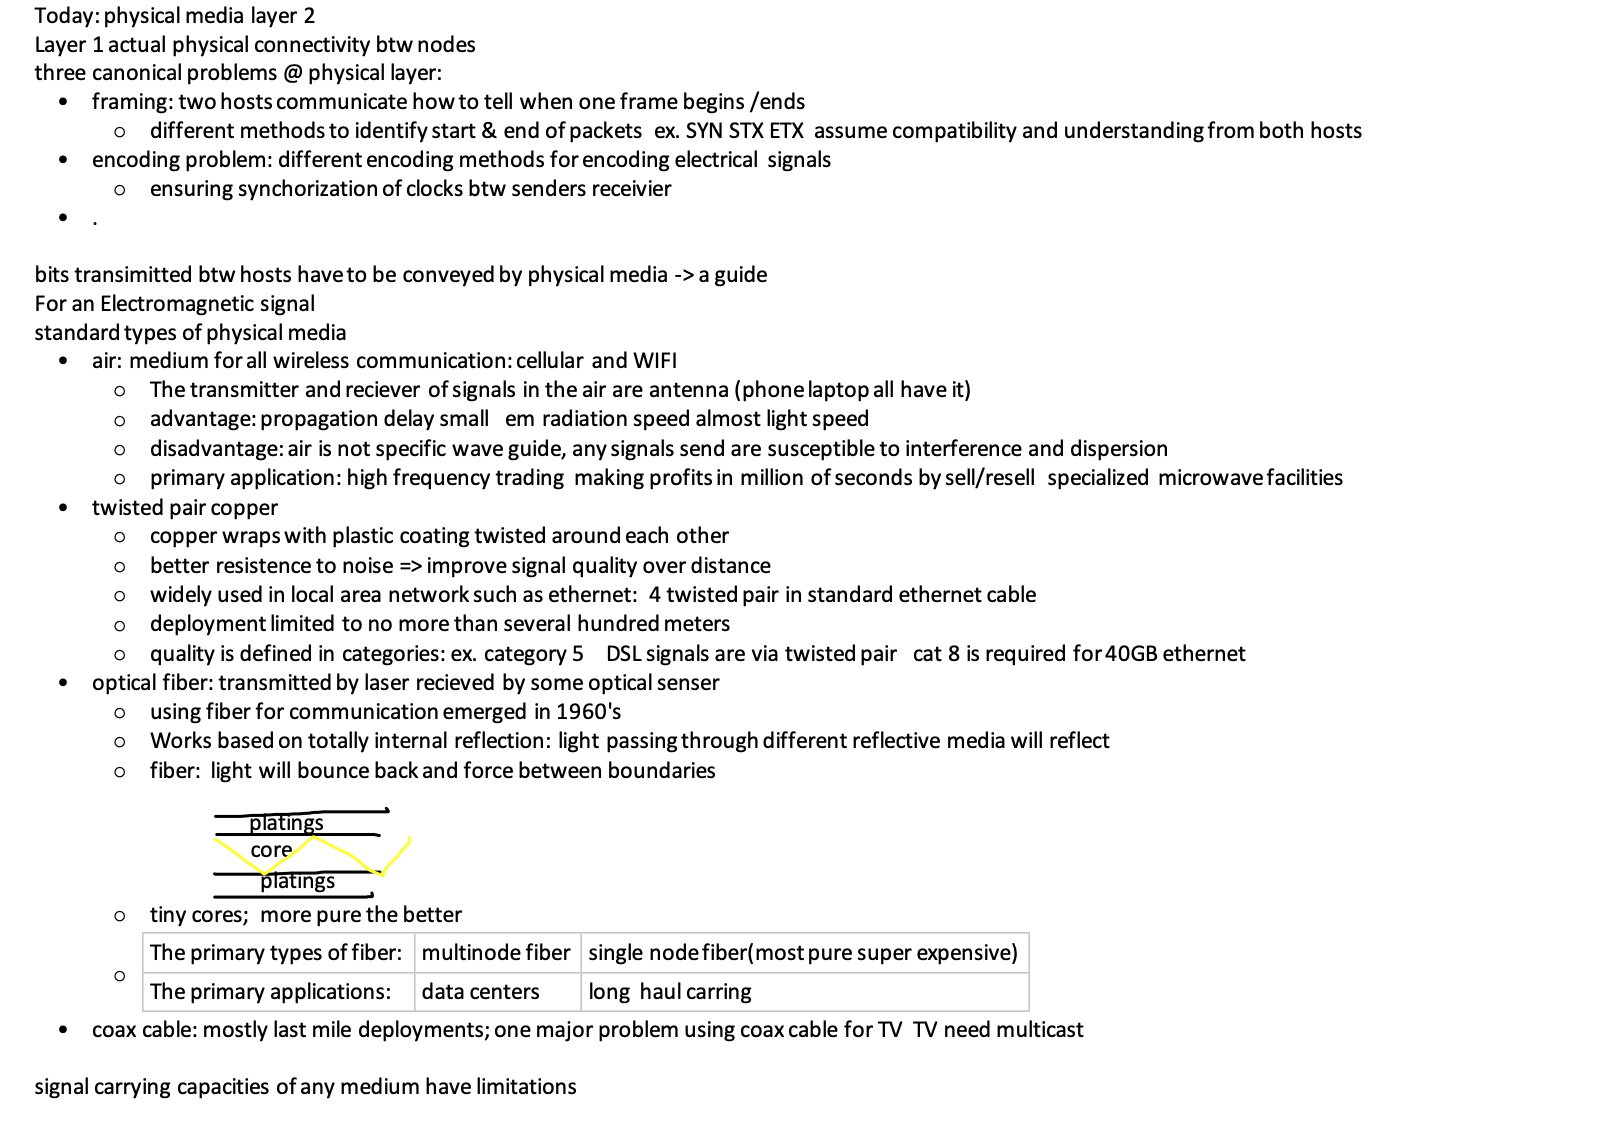 Today: physical media layer 2
Layer 1 actual physical connectivity btw nodes
three canonical problems @ physical layer:
• framing: two hosts communicate how to tell when one frame begins /ends
○ different methods to identify start & end of packets ex. SYN STX ETX assume compatibility and understanding from both hosts
• encoding problem: different encoding methods for encoding electrical signals
○ ensuring synchorization of clocks btw senders receivier
• .
bits transimitted btw hosts have to be conveyed by physical media -> a guide
For an Electromagnetic signal
standard types of physical media
• air: medium for all wireless communication: cellular and WIFI
○ The transmitter and reciever of signals in the air are antenna (phone laptop all have it)
○ advantage: propagation delay small em radiation speed almost light speed
○ disadvantage: air is not specific wave guide, any signals send are susceptible to interference and dispersion
○ primary application: high frequency trading making profits in million of seconds by sell/resell specialized microwave facilities
• twisted pair copper
○ copper wraps with plastic coating twisted around each other
○ better resistence to noise => improve signal quality over distance
○ widely used in local area network such as ethernet: 4 twisted pair in standard ethernet cable
○ deployment limited to no more than several hundred meters
○ quality is defined in categories: ex. category 5 DSL signals are via twisted pair cat 8 is required for 40GB ethernet
• optical fiber: transmitted by laser recieved by some optical senser
○ using fiber for communication emerged in 1960's
○ Works based on totally internal reflection: light passing through different reflective media will reflect
○ fiber: light will bounce back and force between boundaries
platings
core
platings
○ tiny cores; more pure the better
○ The primary types of fiber: multinode fiber single node fiber(most pure super expensive)
The primary applications: data centers long haul carring
• coax cable: mostly last mile deployments; one major problem using coax cable for TV TV need multicast
signal carrying capacities of any medium have limitations